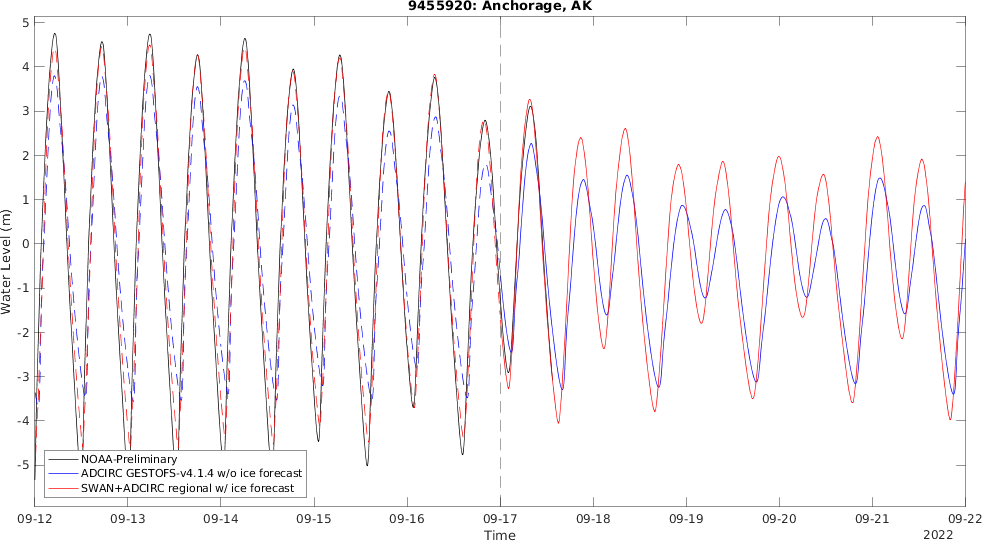 9455920: Anchorage, AK
5
4
3
2
1
0
-1
-2
-3
-4
-5
Water Level (m)
NOAA-Preliminary
ADCIRC GESTOFS-v4.1.4 w/o ice forecast
SWAN+ADCIRC regional w/ ice forecast
09-12 09-13 09-14 09-15 09-16 09-17 09-18 09-19 09-20 09-21 09-22
Time
2022